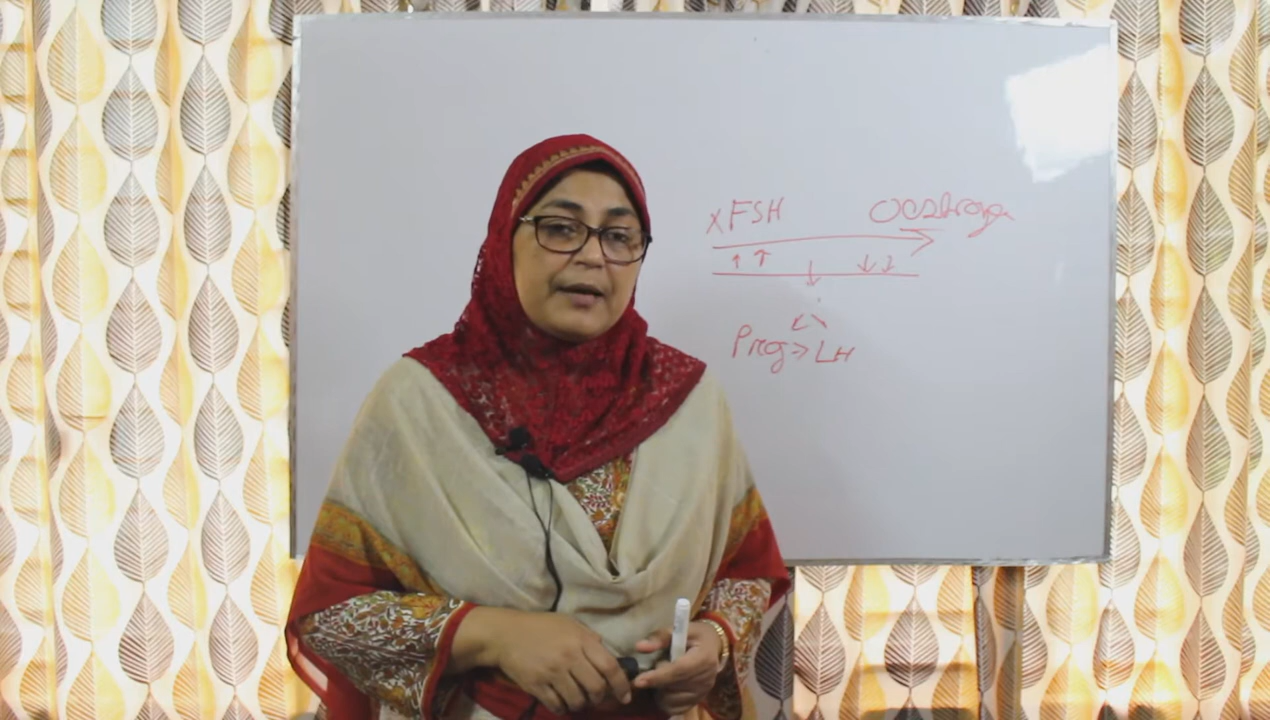 xFSH Oestrogen
↑ ↑ ↓ ↓ ↓
Prog > LH